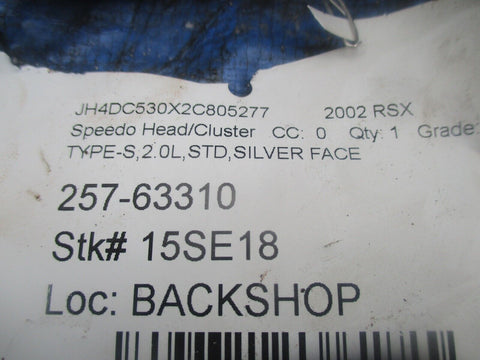 JH4DC530X2C805277 2002 RSX
Speedo Head/Cluster CC: 0 Qty: 1 Grade:
TYPE-S,2.0L,STD,SILVER FACE
257-63310
Stk# 15SE18
Loc: BACKSHOP